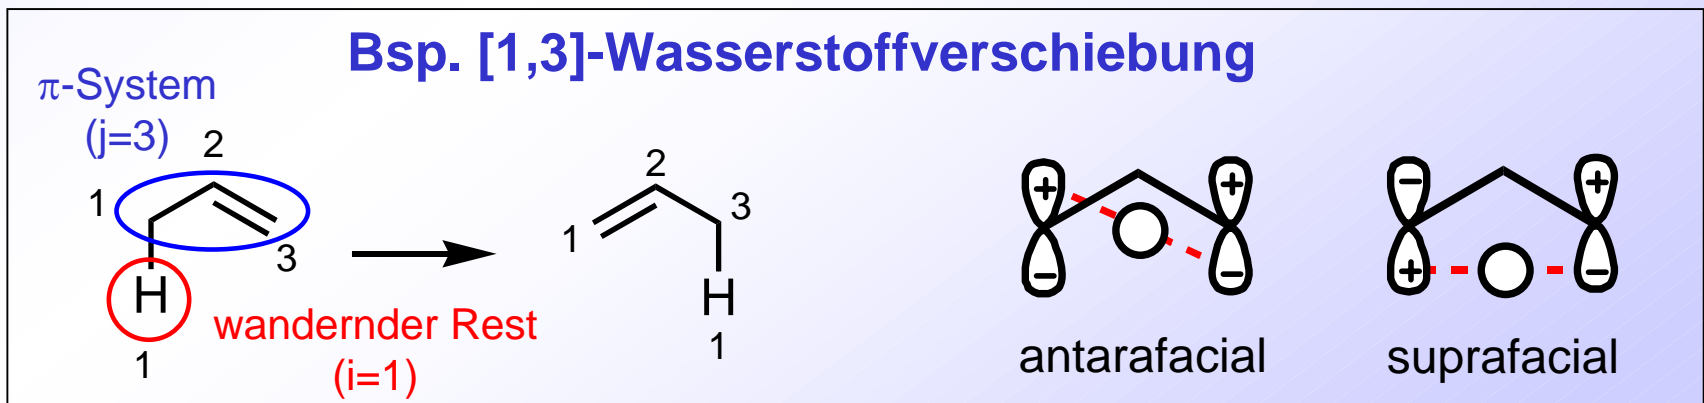 Bsp. [1,3]-Wasserstoffverschiebung
π-System
(j=3)
2
1
3
H
1
wandernder Rest
(i=1)
2
3
1
H
1
+ +
− −
antarafacial
− +
+ −
suprafacial